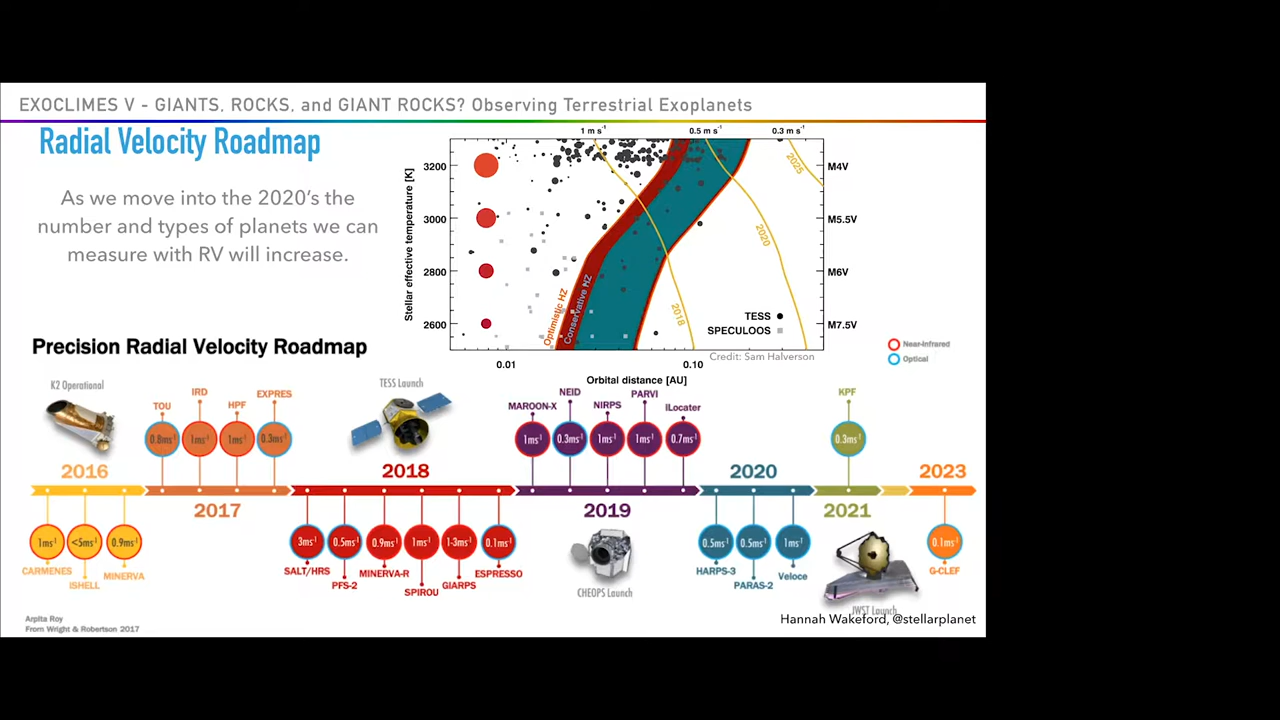 EXOCLIMES V - GIANTS, ROCKS, and GIANT ROCKS? Observing Terrestrial Exoplanets
Radial Velocity Roadmap
As we move into the 2020's the
number and types of planets we can
measure with RV will increase.
1 m s⁻¹ 0.5 m s⁻¹ 0.3 m s⁻¹
Stellar effective temperature [K]
3200
3000
2800
2600
M4V
M5.5V
M6V
M7.5V
2025
2020
2018
Optimistic HZ
Conservative HZ
TESS
SPECULOOS
Credit: Sam Halverson
0.01 0.10
Orbital distance [AU]
Near-Infrared
Optical
Precision Radial Velocity Roadmap
K2 Operational
TOU IRD HPF EXPRES
TESS Launch
MAROON-X NEID NIRPS PARVI iLocater
KPF
0.8ms⁻¹ 1ms⁻¹ 1ms⁻¹ 0.3ms⁻¹
1ms⁻¹ 0.3ms⁻¹ 1ms⁻¹ 1ms⁻¹ 0.7ms⁻¹
0.3ms⁻¹
2016 2018 2020 2023
2017 2019 2021
1ms⁻¹ <5ms⁻¹ 0.9ms⁻¹
3ms⁻¹ 0.5ms⁻¹ 0.9ms⁻¹ 1ms⁻¹ 1-3ms⁻¹ 0.1ms⁻¹
0.5ms⁻¹ 0.5ms⁻¹ 1ms⁻¹
0.1ms⁻¹
CARMENES ISHELL MINERVA
SALT/HRS PFS-2 MINERVA-R SPIROU GIARPS ESPRESSO
CHEOPS Launch
HARPS-3 PARAS-2 Veloce
JWST Launch
G-CLEF
Arpita Roy
From Wright & Robertson 2017
Hannah Wakeford, @stellarplanet